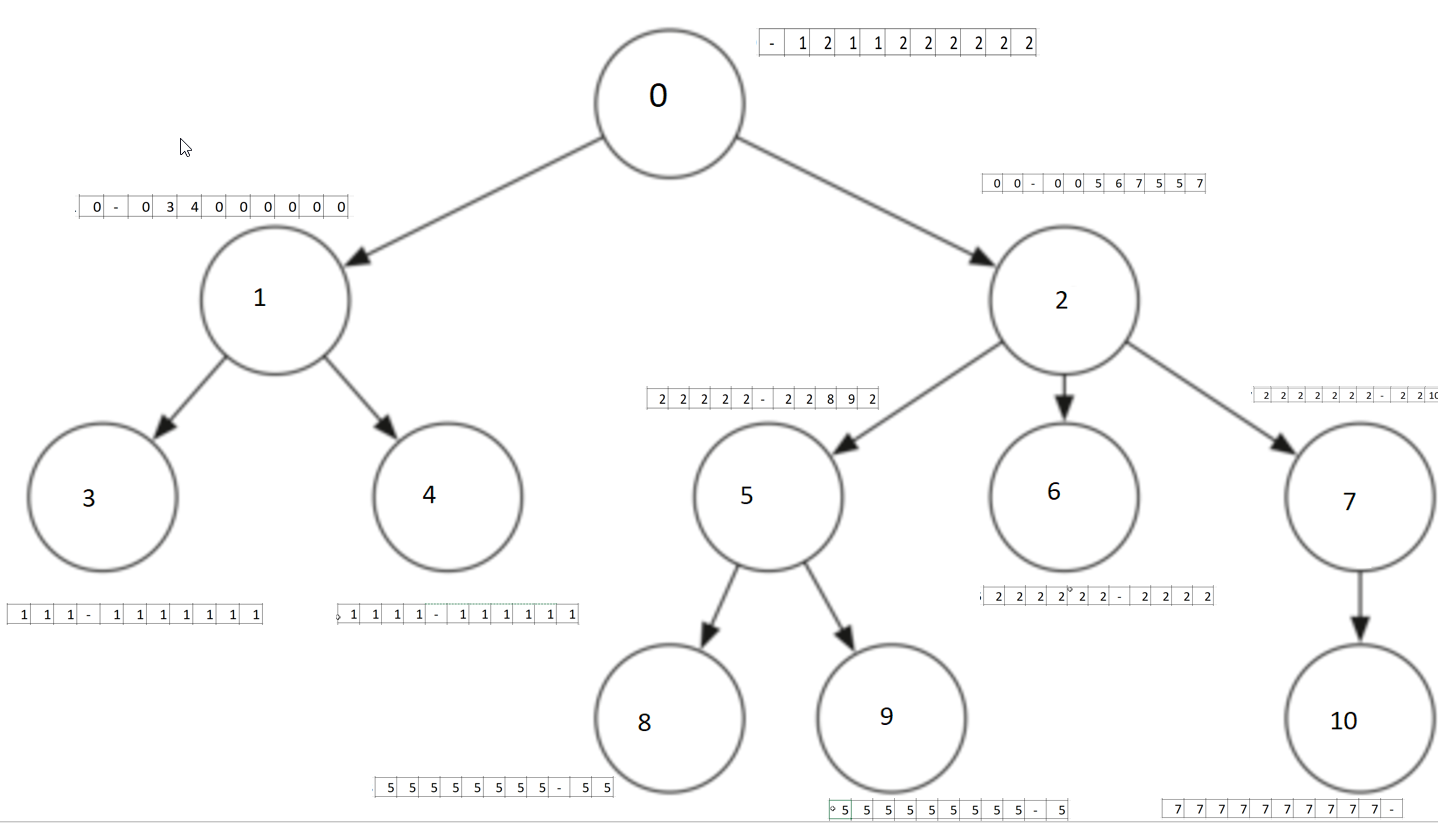 - 1 2 1 1 2 2 2 2 2 2
0
0 0 - 0 0 5 6 7 5 5 7
0 - 0 3 4 0 0 0 0 0 0
1
2
2 2 2 2 2 - 2 2 8 9 2
2 2 2 2 2 2 2 - 2 2 10
3
4
5
6
7
1 1 1 - 1 1 1 1 1 1 1
1 1 1 1 - 1 1 1 1 1 1
2 2 2 2 2 2 - 2 2 2 2
8
9
10
5 5 5 5 5 5 5 5 - 5 5
5 5 5 5 5 5 5 5 5 - 5
7 7 7 7 7 7 7 7 7 7 -